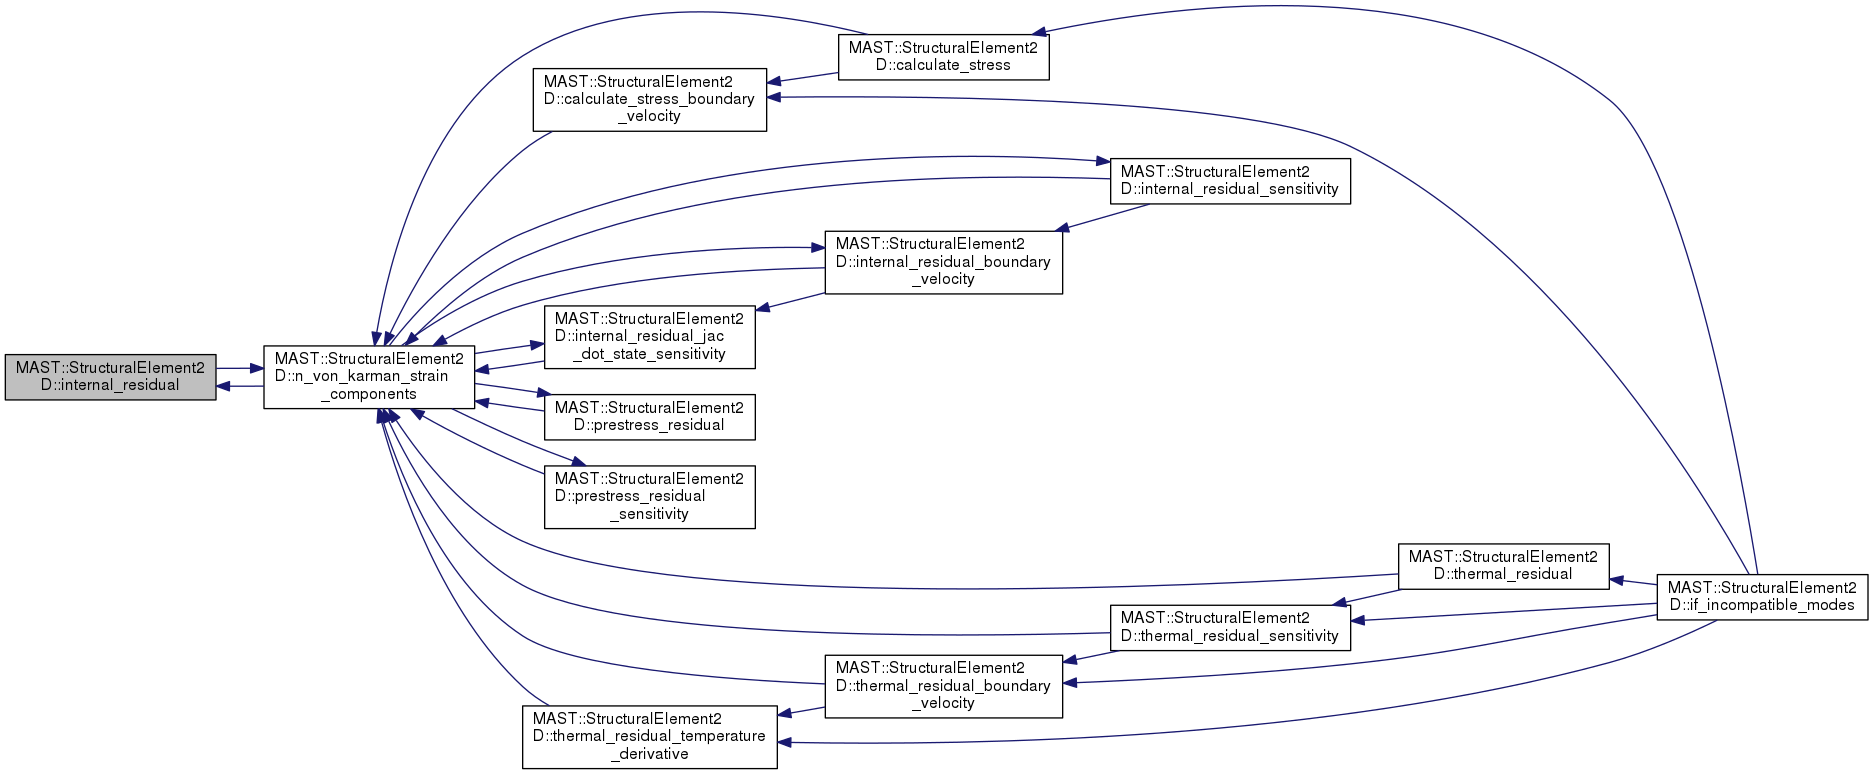 MAST::StructuralElement2
D::calculate_stress
MAST::StructuralElement2
D::calculate_stress_boundary
_velocity
MAST::StructuralElement2
D::internal_residual_sensitivity
MAST::StructuralElement2
D::internal_residual_boundary
_velocity
MAST::StructuralElement2
D::internal_residual_jac
_dot_state_sensitivity
MAST::StructuralElement2
D::internal_residual
MAST::StructuralElement2
D::n_von_karman_strain
_components
MAST::StructuralElement2
D::prestress_residual
MAST::StructuralElement2
D::prestress_residual
_sensitivity
MAST::StructuralElement2
D::thermal_residual
MAST::StructuralElement2
D::if_incompatible_modes
MAST::StructuralElement2
D::thermal_residual_sensitivity
MAST::StructuralElement2
D::thermal_residual_boundary
_velocity
MAST::StructuralElement2
D::thermal_residual_temperature
_derivative